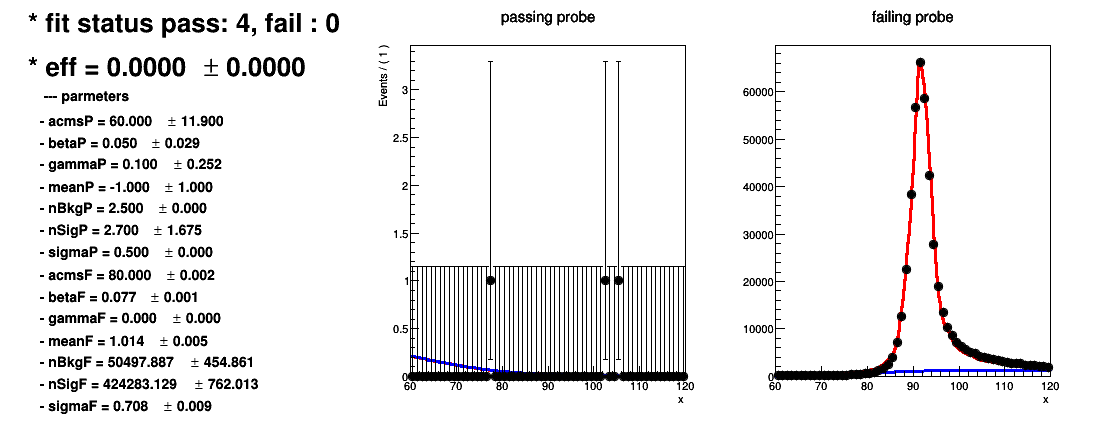 * fit status pass: 4, fail : 0
* eff = 0.0000 ± 0.0000
--- parmeters
- acmsP = 60.000 ± 11.900
- betaP = 0.050 ± 0.029
- gammaP = 0.100 ± 0.252
- meanP = -1.000 ± 1.000
- nBkgP = 2.500 ± 0.000
- nSigP = 2.700 ± 1.675
- sigmaP = 0.500 ± 0.000
- acmsF = 80.000 ± 0.002
- betaF = 0.077 ± 0.001
- gammaF = 0.000 ± 0.000
- meanF = 1.014 ± 0.005
- nBkgF = 50497.887 ± 454.861
- nSigF = 424283.129 ± 762.013
- sigmaF = 0.708 ± 0.009
passing probe
Events / ( 1 )
3
2.5
2
1.5
1
0.5
0
60 70 80 90 100 110 120
x
failing probe
60000
50000
40000
30000
20000
10000
0
60 70 80 90 100 110 120
x